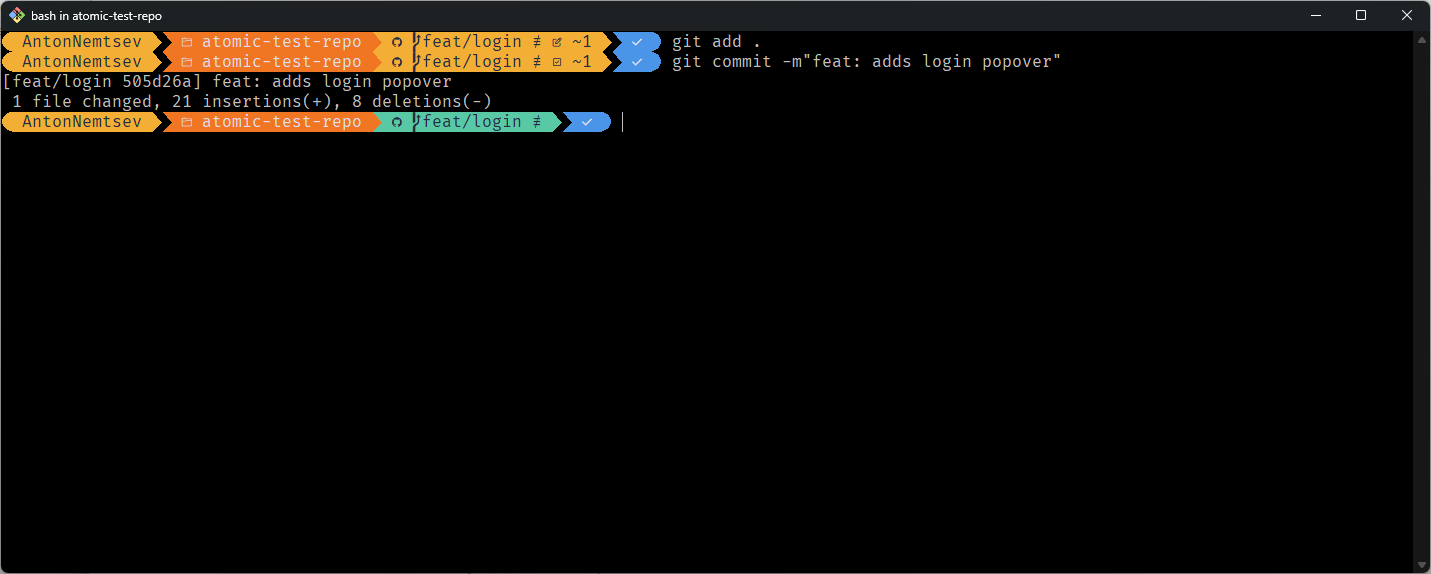 bash in atomic-test-repo
AntonNemtsev atomic-test-repo feat/login ≢ ~1 ✓ git add .
AntonNemtsev atomic-test-repo feat/login ≢ ~1 ✓ git commit -m"feat: adds login popover"
[feat/login 505d26a] feat: adds login popover
1 file changed, 21 insertions(+), 8 deletions(-)
AntonNemtsev atomic-test-repo feat/login ≢ ✓